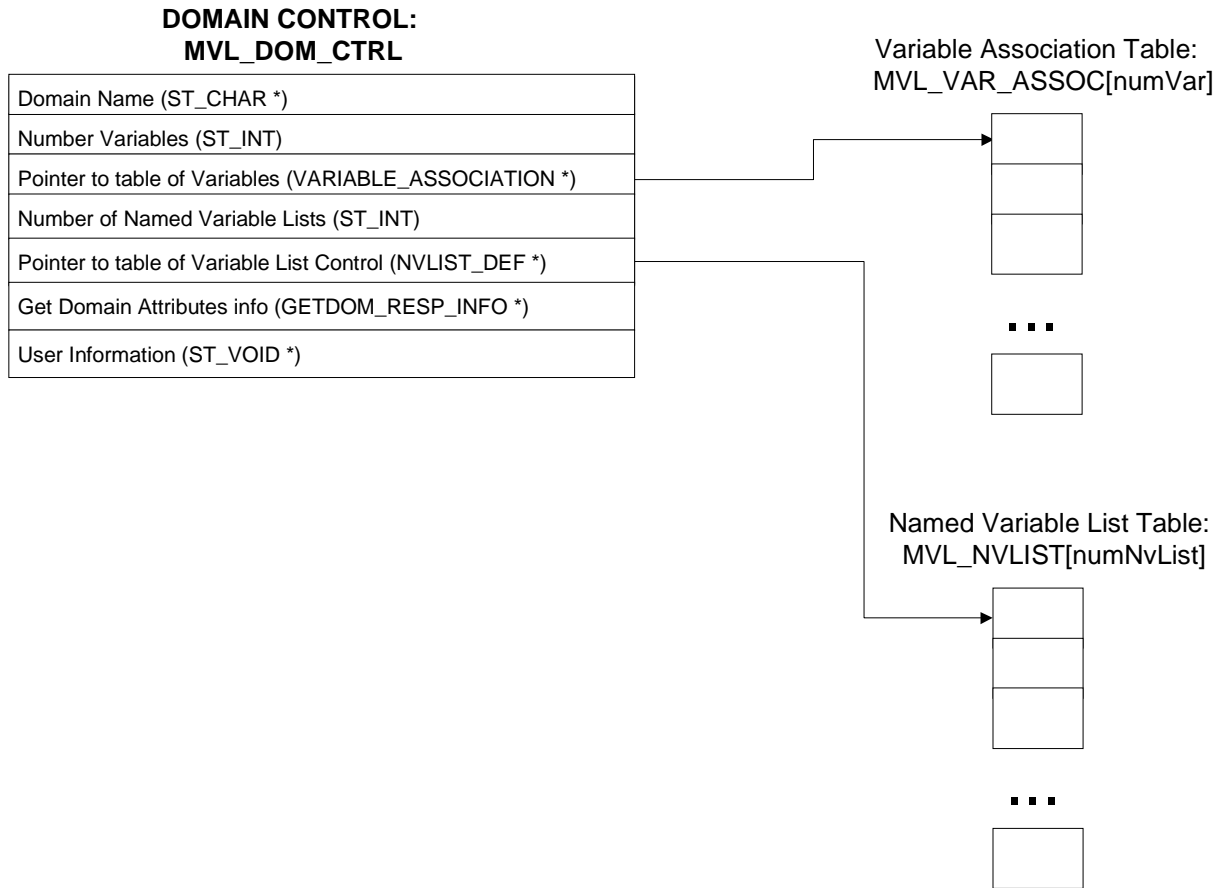 DOMAIN CONTROL:
MVL_DOM_CTRL
Domain Name (ST_CHAR *)
Number Variables (ST_INT)
Pointer to table of Variables (VARIABLE_ASSOCIATION *)
Number of Named Variable Lists (ST_INT)
Pointer to table of Variable List Control (NVLIST_DEF *)
Get Domain Attributes info (GETDOM_RESP_INFO *)
User Information (ST_VOID *)
Variable Association Table:
MVL_VAR_ASSOC[numVar]
...
Named Variable List Table:
MVL_NVLIST[numNvList]
...